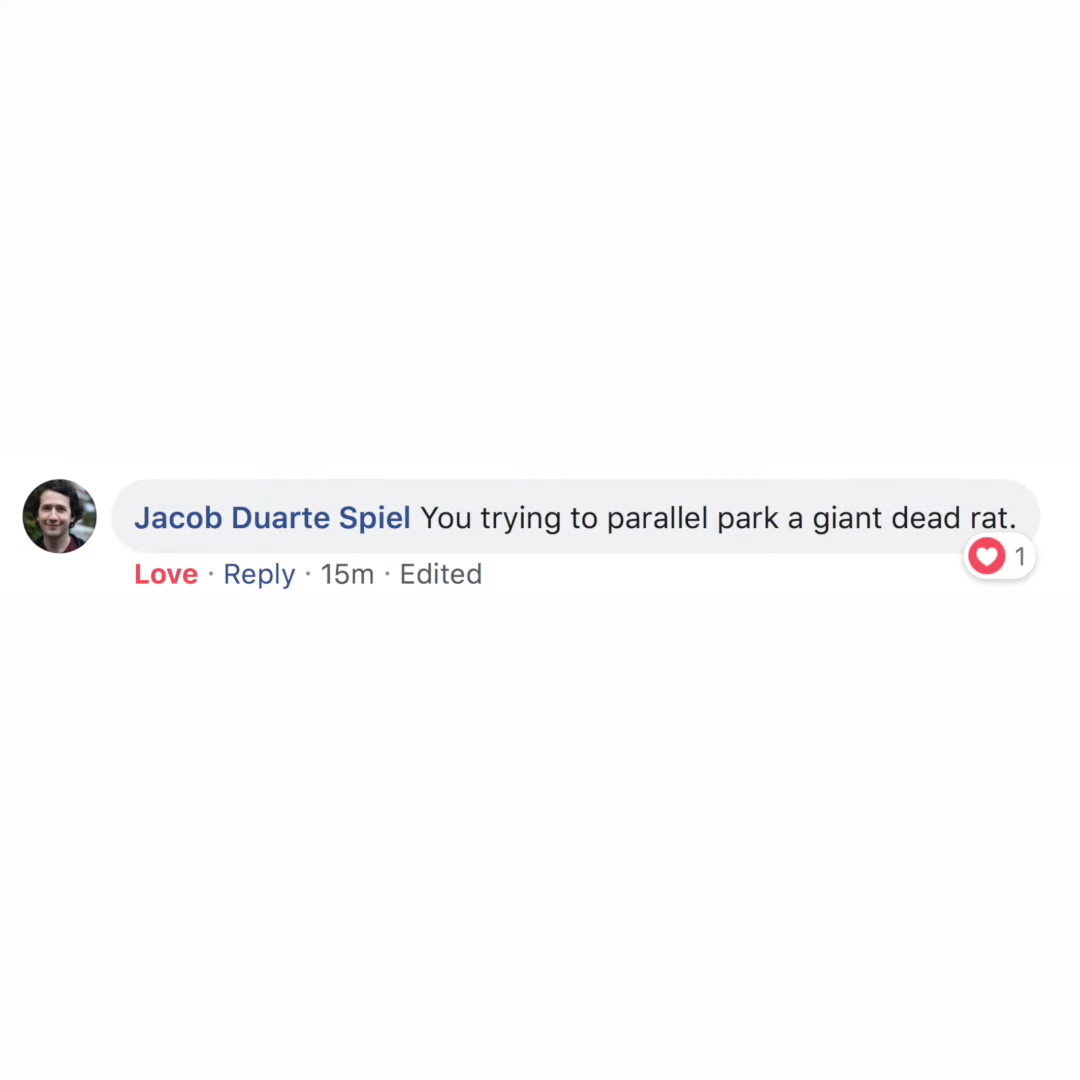 Jacob Duarte Spiel You trying to parallel park a giant dead rat.
Love · Reply · 15m · Edited
1